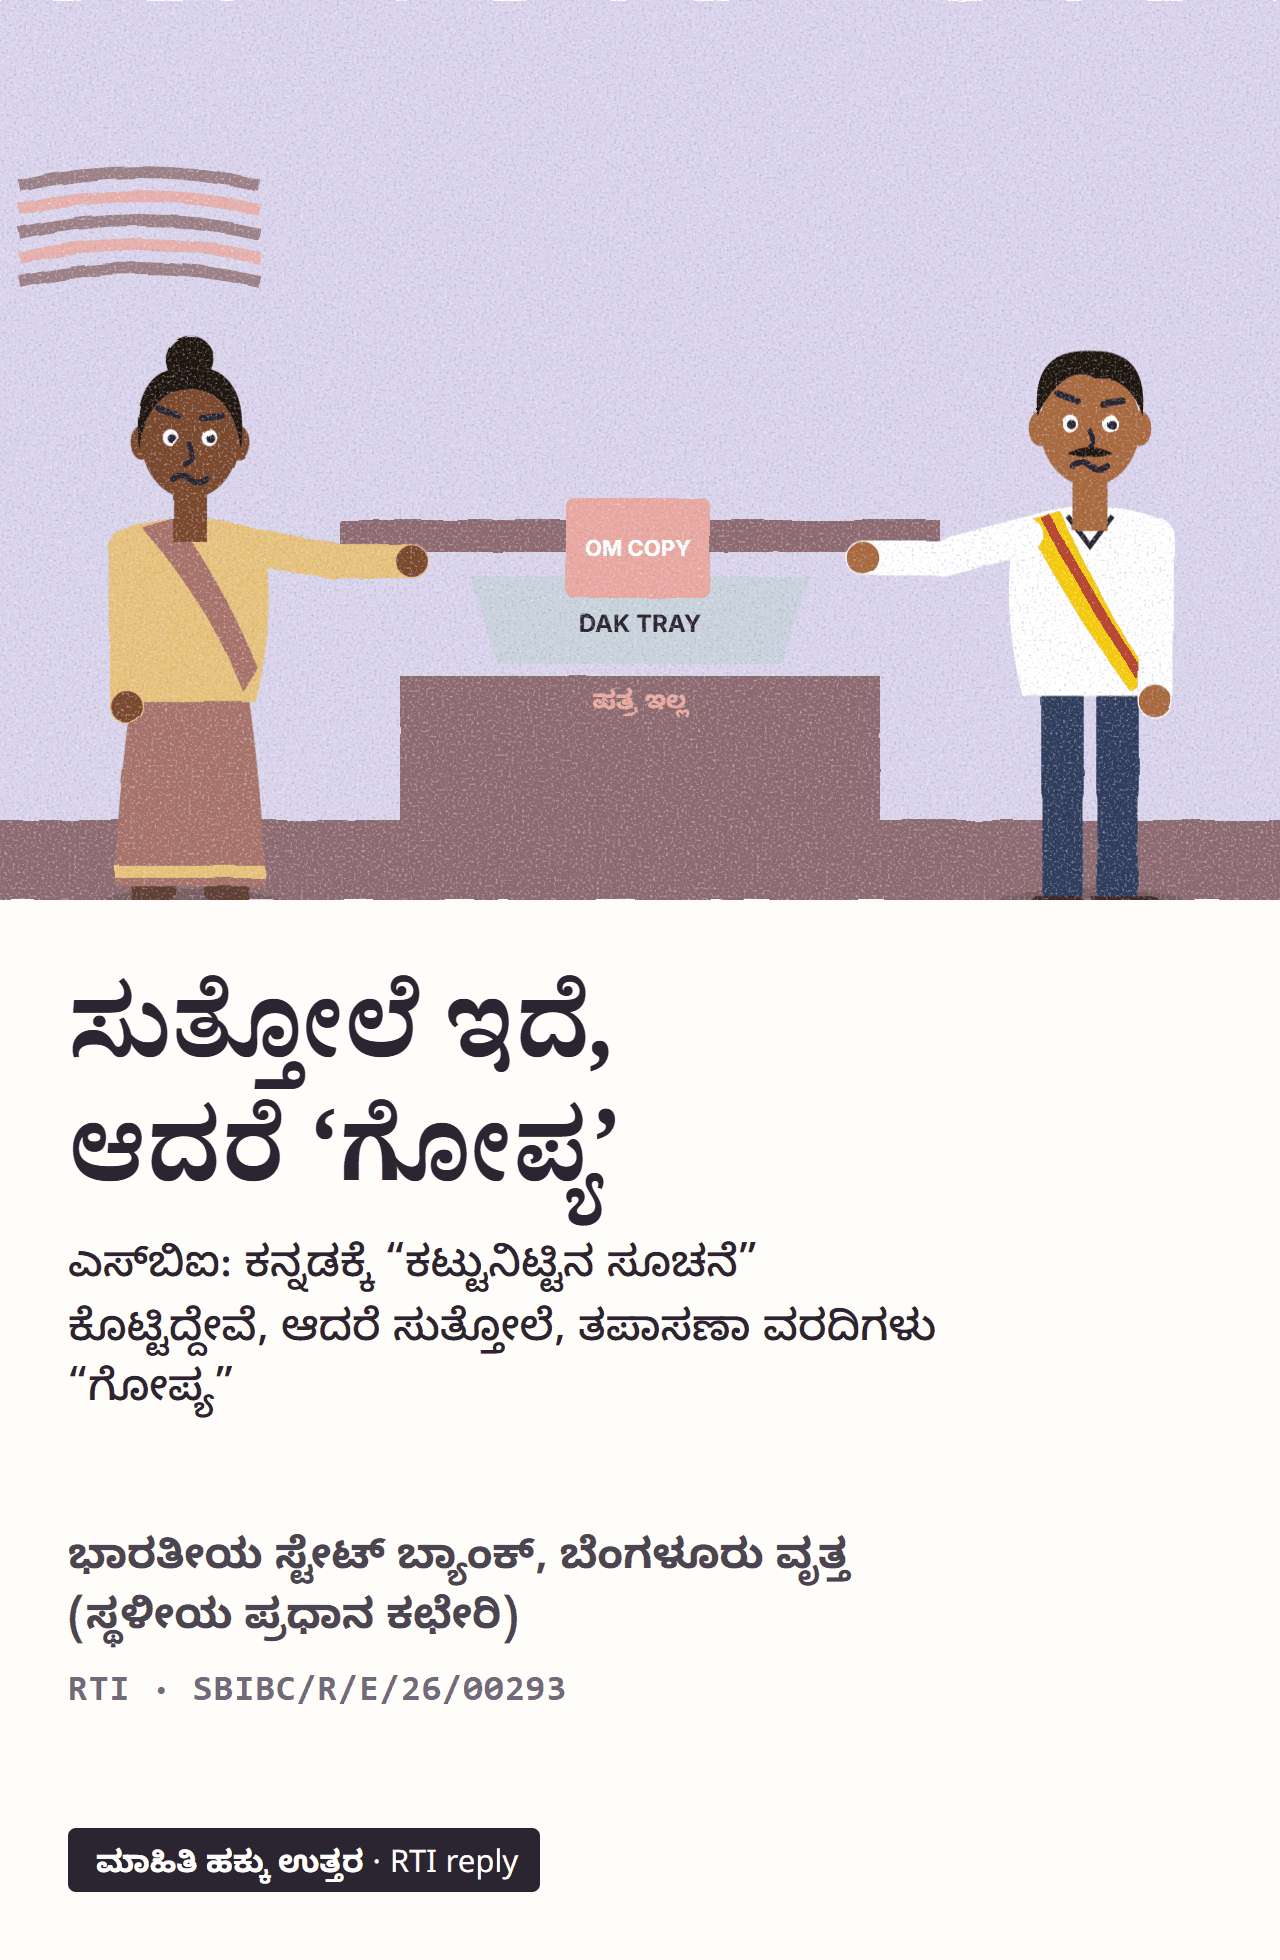 OM COPY
DAK TRAY
ಪತ್ರ ಇಲ್ಲ
ಸುತ್ತೋಲೆ ಇದೆ,
ಆದರೆ ‘ಗೋಪ್ಯ’
ಎಸ್‌ಬಿಐ: ಕನ್ನಡಕ್ಕೆ “ಕಟ್ಟುನಿಟ್ಟಿನ ಸೂಚನೆ”
ಕೊಟ್ಟಿದ್ದೇವೆ, ಆದರೆ ಸುತ್ತೋಲೆ, ತಪಾಸಣಾ ವರದಿಗಳು
“ಗೋಪ್ಯ”
ಭಾರತೀಯ ಸ್ಟೇಟ್ ಬ್ಯಾಂಕ್, ಬೆಂಗಳೂರು ವೃತ್ತ
(ಸ್ಥಳೀಯ ಪ್ರಧಾನ ಕಛೇರಿ)
RTI · SBIBC/R/E/26/00293
ಮಾಹಿತಿ ಹಕ್ಕು ಉತ್ತರ · RTI reply